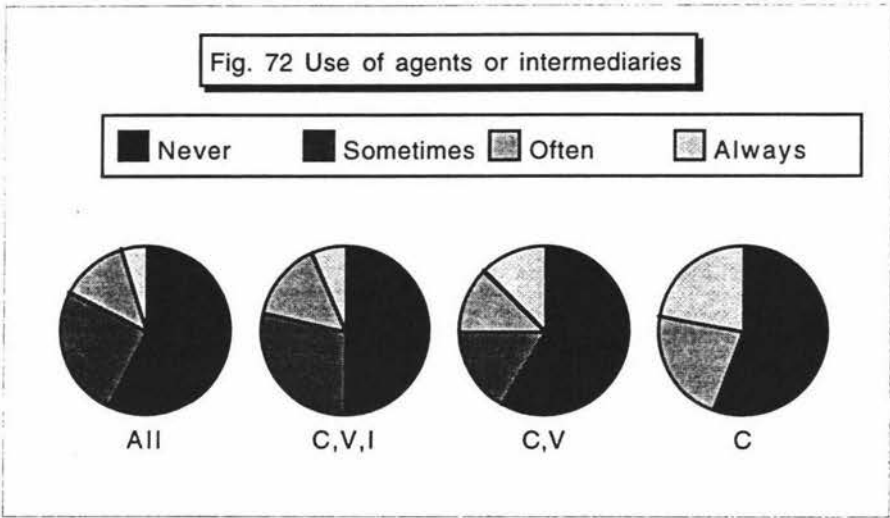 Fig. 72 Use of agents or intermediaries
Never Sometimes Often Always
All C,V,I C,V C